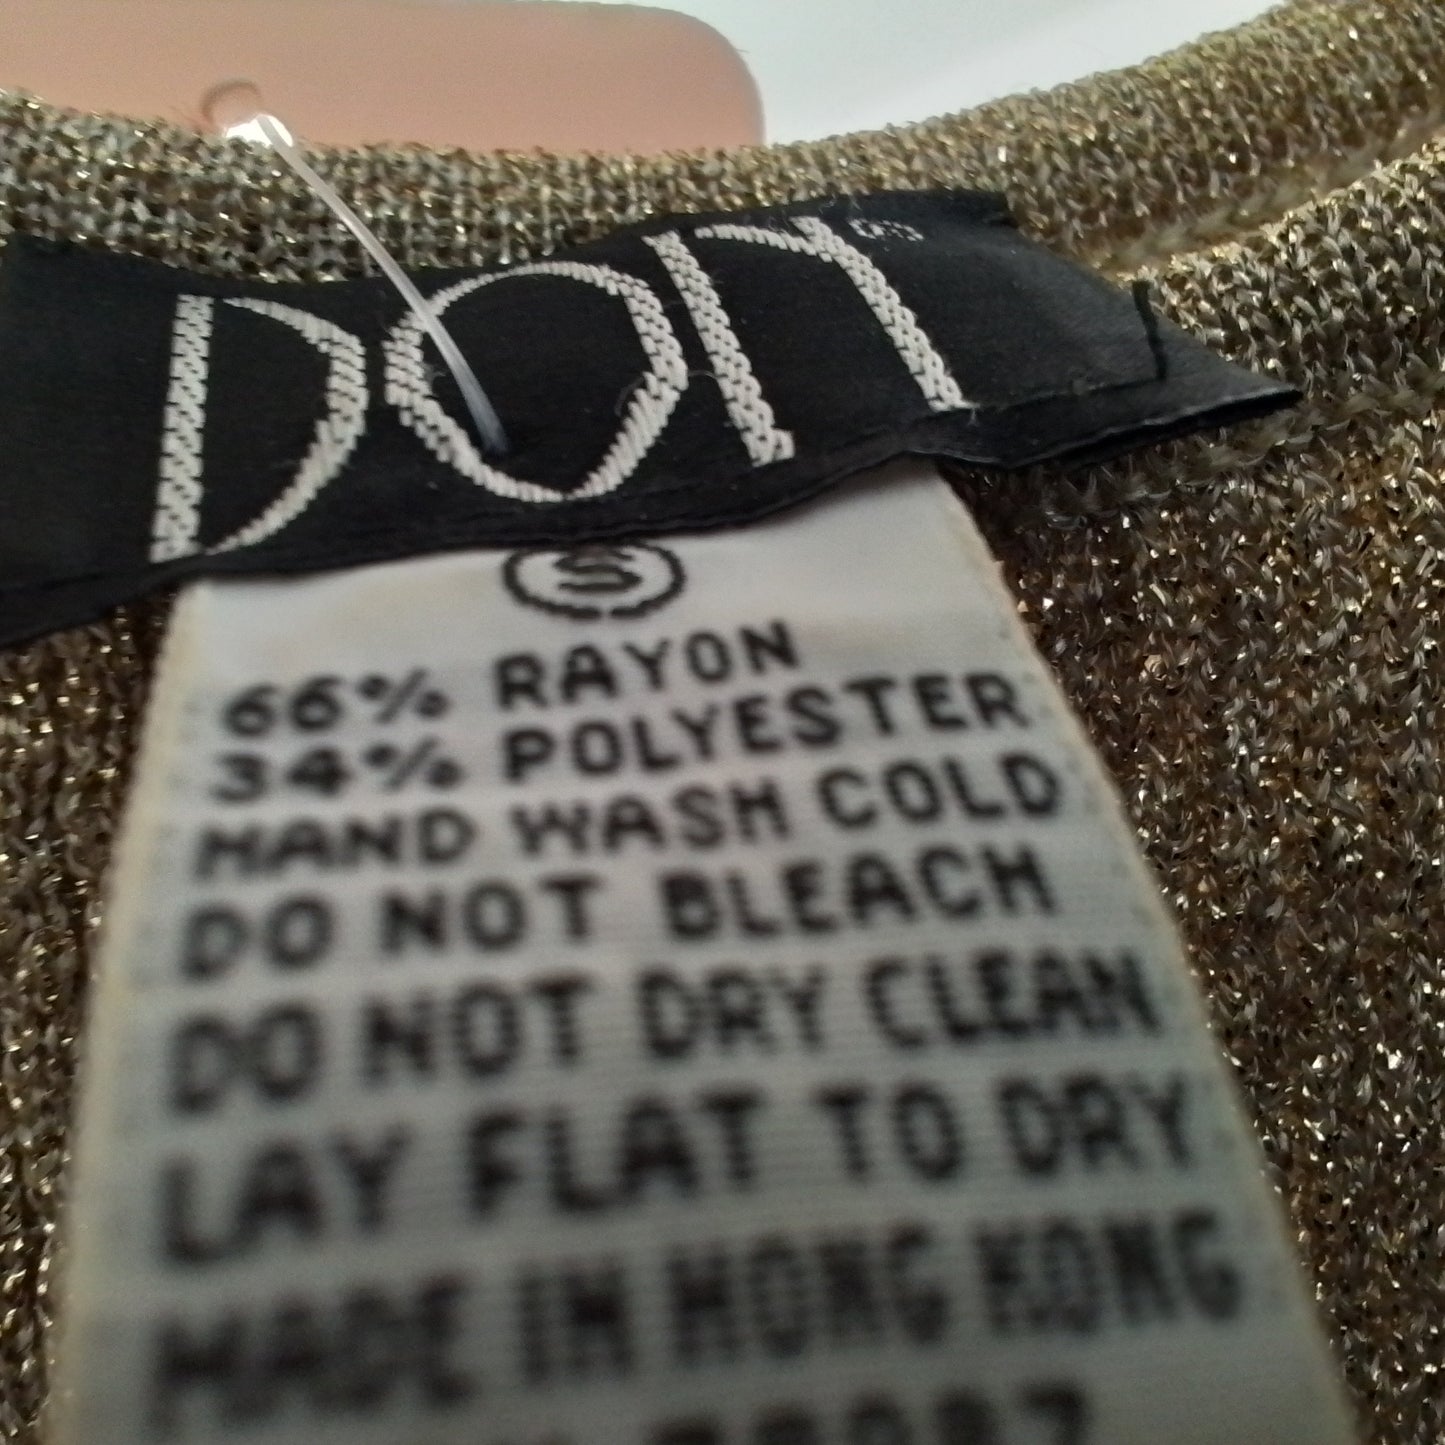 DON
S
66% RAYON
34% POLYESTER
HAND WASH COLD
DO NOT BLEACH
DO NOT DRY CLEAN
LAY FLAT TO DRY
MADE IN HONG KONG